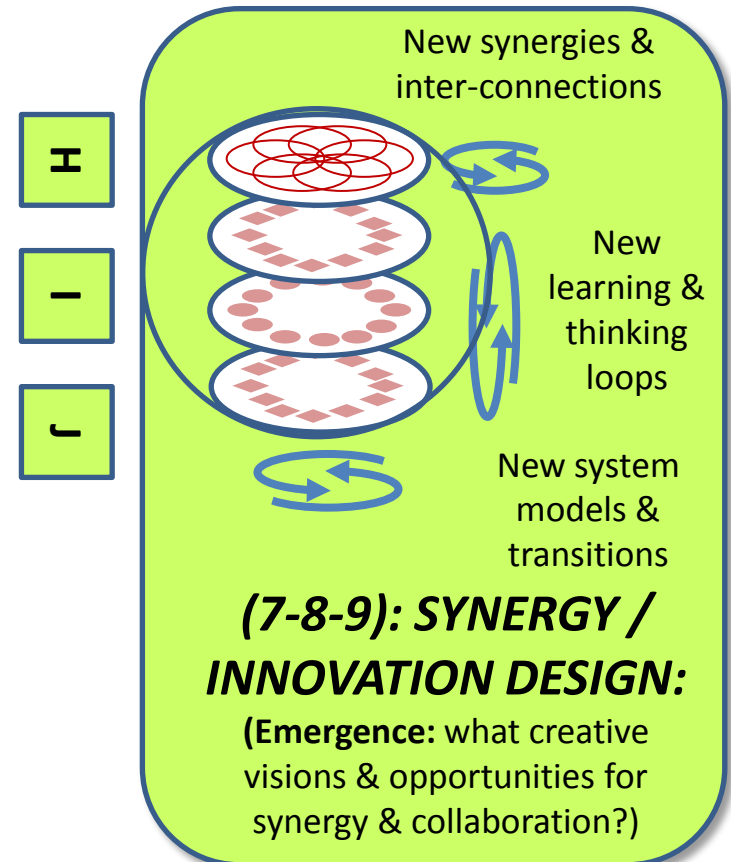 New synergies &
inter-connections
H
I
J
New
learning &
thinking
loops
New system
models &
transitions
(7-8-9): SYNERGY /
INNOVATION DESIGN:
(Emergence: what creative
visions & opportunities for
synergy & collaboration?)